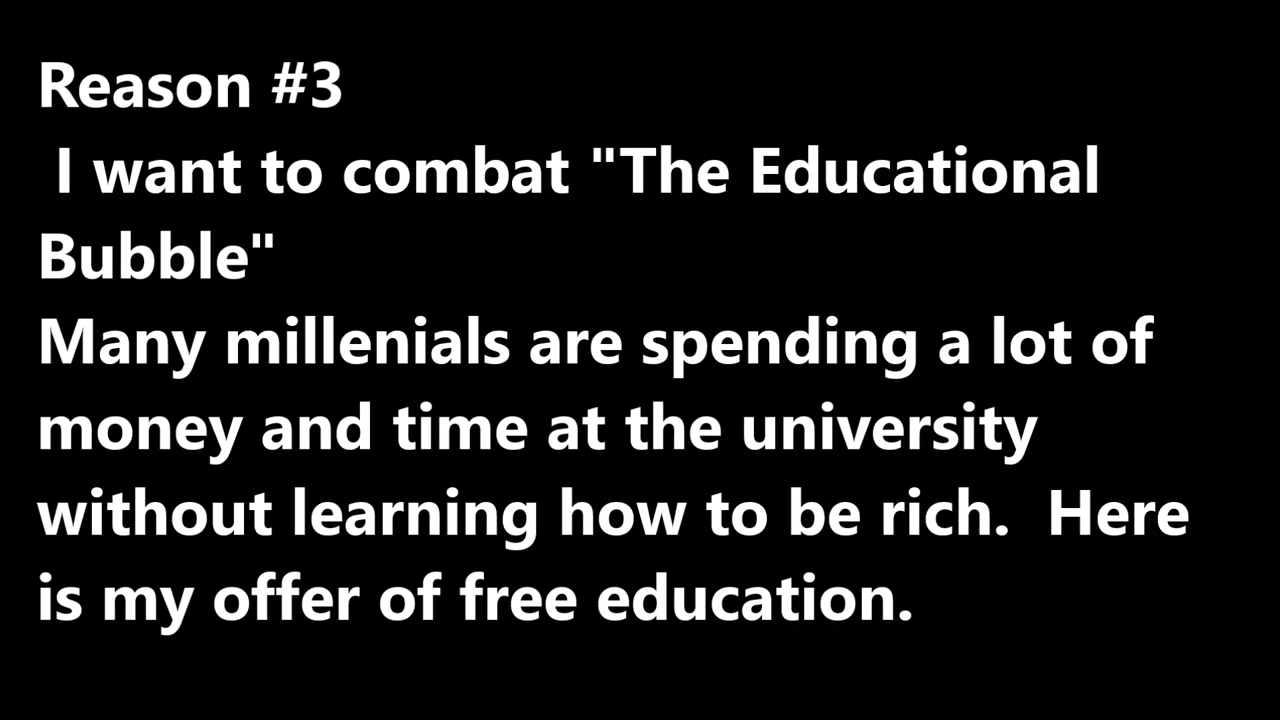 Reason #3
I want to combat "The Educational
Bubble"
Many millenials are spending a lot of
money and time at the university
without learning how to be rich.  Here
is my offer of free education.